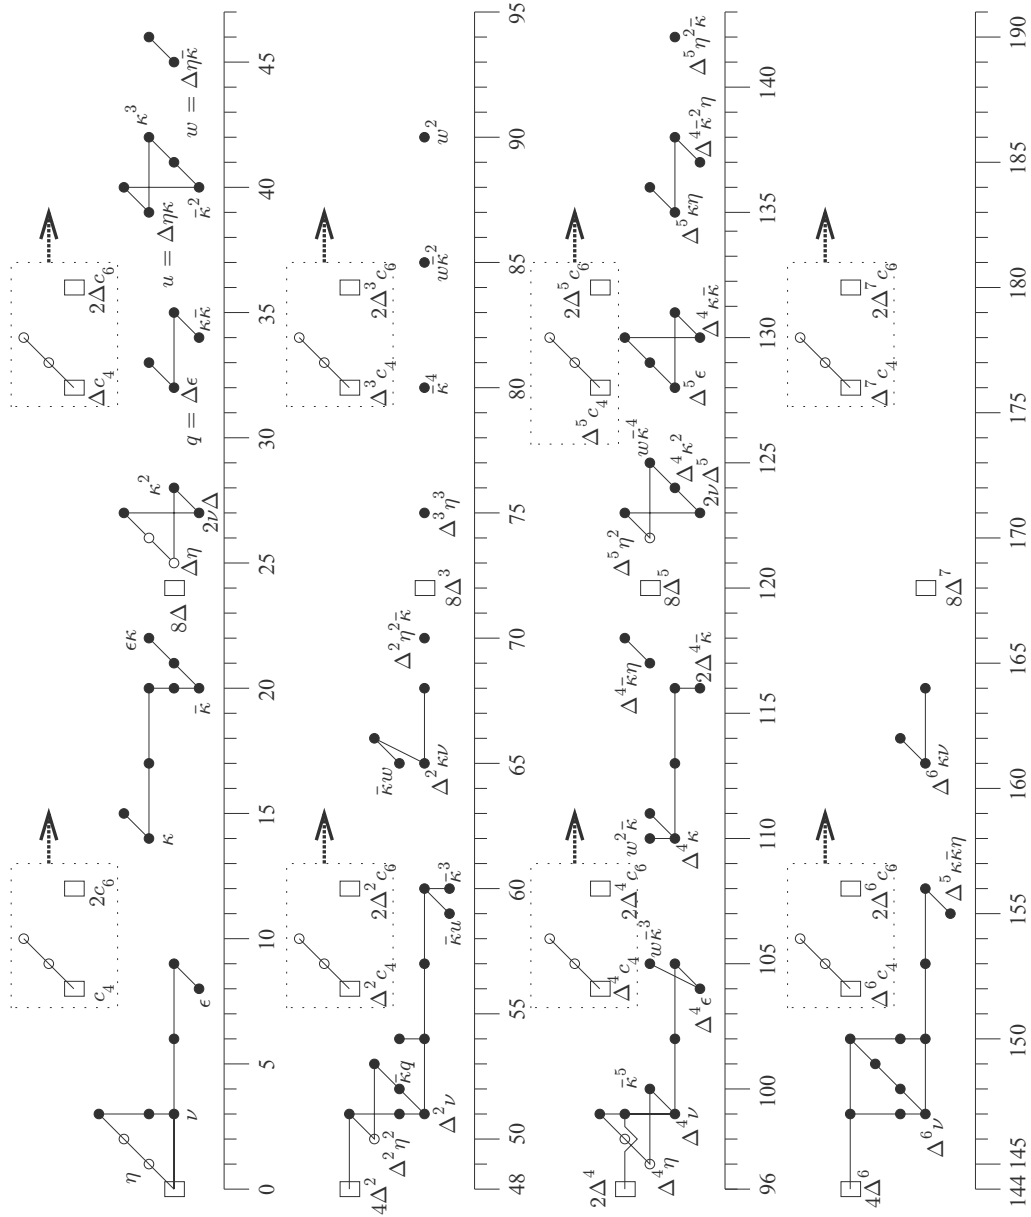 c₄ 2c₆ Δc₄ 2Δc₆
η ν ϵ κ κ̄ ϵκ 8Δ Δη 2νΔ κ² q = Δϵ κκ̄ u = Δηκ κ̄² κ³ w = Δηκ̄
0 5 10 15 20 25 30 35 40 45
Δ²c₄ 2Δ²c₆ Δ³c₄ 2Δ³c₆
4Δ² Δ²η² Δ²ν κ̄q κ̄u κ̄³ Δ²κν κ̄w Δ²η²κ̄ 8Δ³ Δ³η³ κ̄⁴ wκ̄² w²
48 50 55 60 65 70 75 80 85 90 95
Δ⁴c₄ 2Δ⁴c₆ Δ⁵c₄ 2Δ⁵c₆
2Δ⁴ Δ⁴η Δ⁴ν κ̄⁵ Δ⁴ϵ wκ̄³ Δ⁴κ w²κ̄ 2Δ⁴κ̄ Δ⁴κ̄η 8Δ⁵ Δ⁵η² 2νΔ⁵ Δ⁴κ² wκ̄⁴ Δ⁵ϵ Δ⁴κκ̄ Δ⁵κη Δ⁴κ̄²η Δ⁵η²κ̄
96 100 105 110 115 120 125 130 135 140
Δ⁶c₄ 2Δ⁶c₆ Δ⁷c₄ 2Δ⁷c₆
4Δ⁶ Δ⁶ν Δ⁵κκ̄η Δ⁶κν 8Δ⁷
144 145 150 155 160 165 170 175 180 185 190